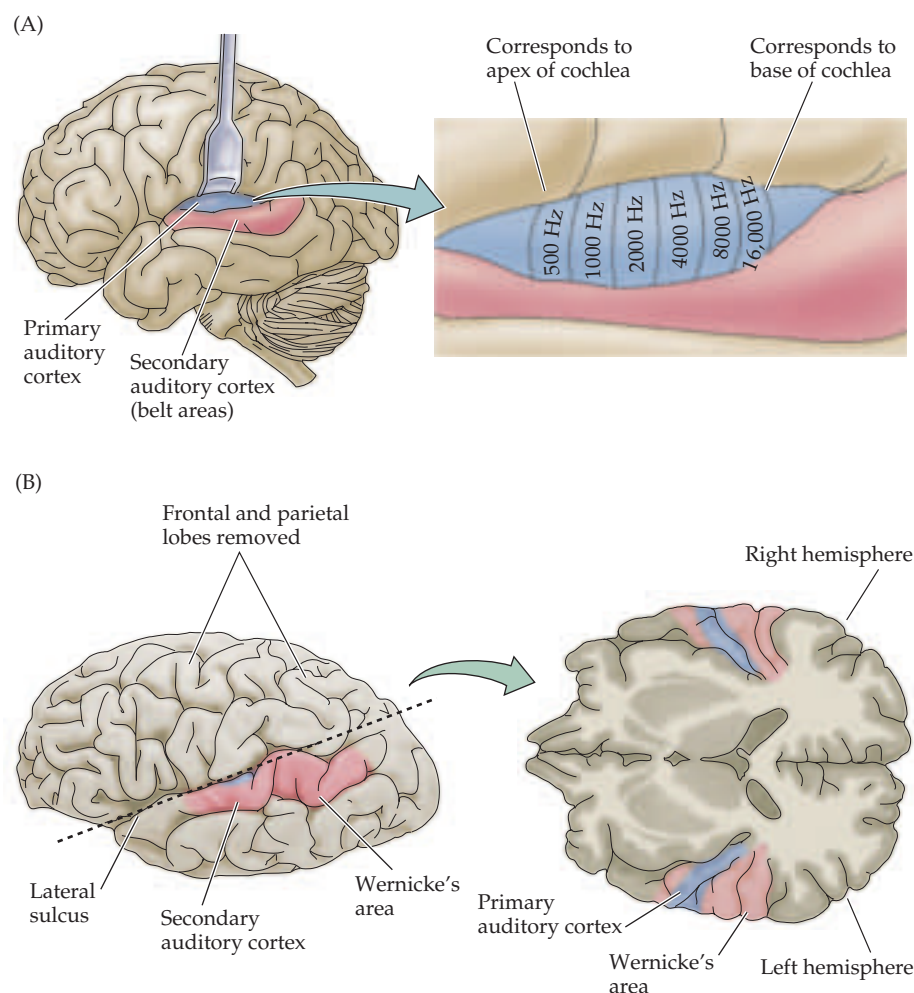 (A)
Corresponds to
apex of cochlea
Corresponds to
base of cochlea
500 Hz
1000 Hz
2000 Hz
4000 Hz
8000 Hz
16,000 Hz
Primary
auditory
cortex
Secondary
auditory cortex
(belt areas)
(B)
Frontal and parietal
lobes removed
Right hemisphere
Lateral
sulcus
Secondary
auditory cortex
Wernicke's
area
Primary
auditory cortex
Wernicke's
area
Left hemisphere